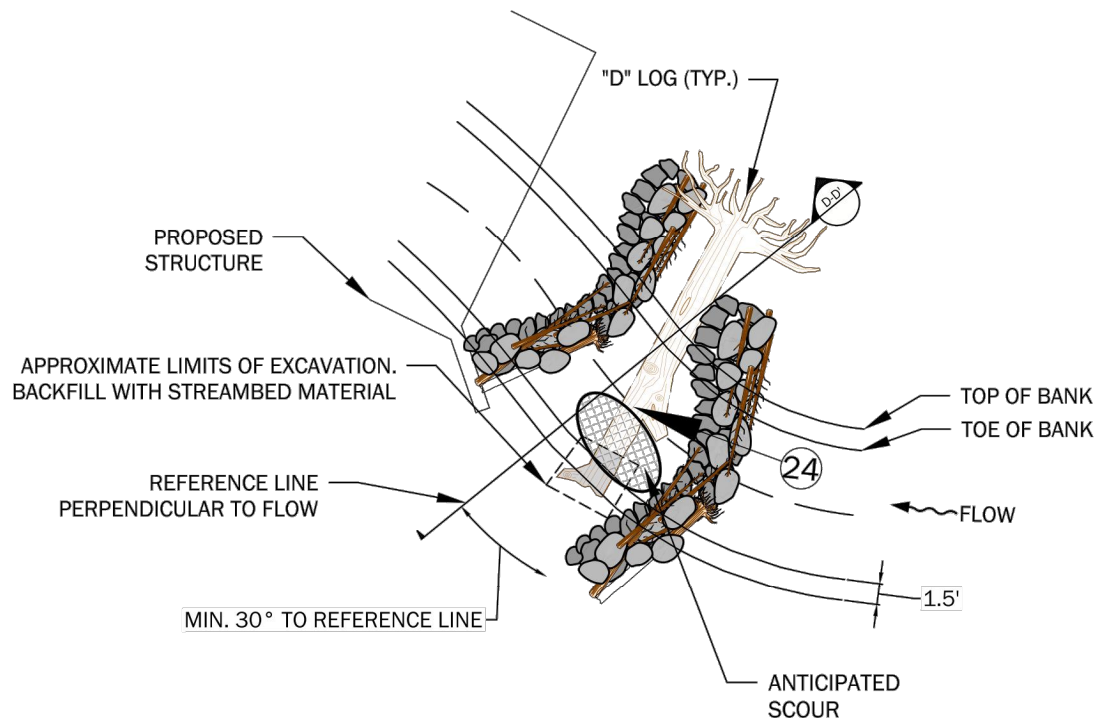 "D" LOG (TYP.)
D-D'
PROPOSED
STRUCTURE
APPROXIMATE LIMITS OF EXCAVATION.
BACKFILL WITH STREAMBED MATERIAL
TOP OF BANK
TOE OF BANK
24
REFERENCE LINE
PERPENDICULAR TO FLOW
FLOW
1.5'
MIN. 30° TO REFERENCE LINE
ANTICIPATED
SCOUR